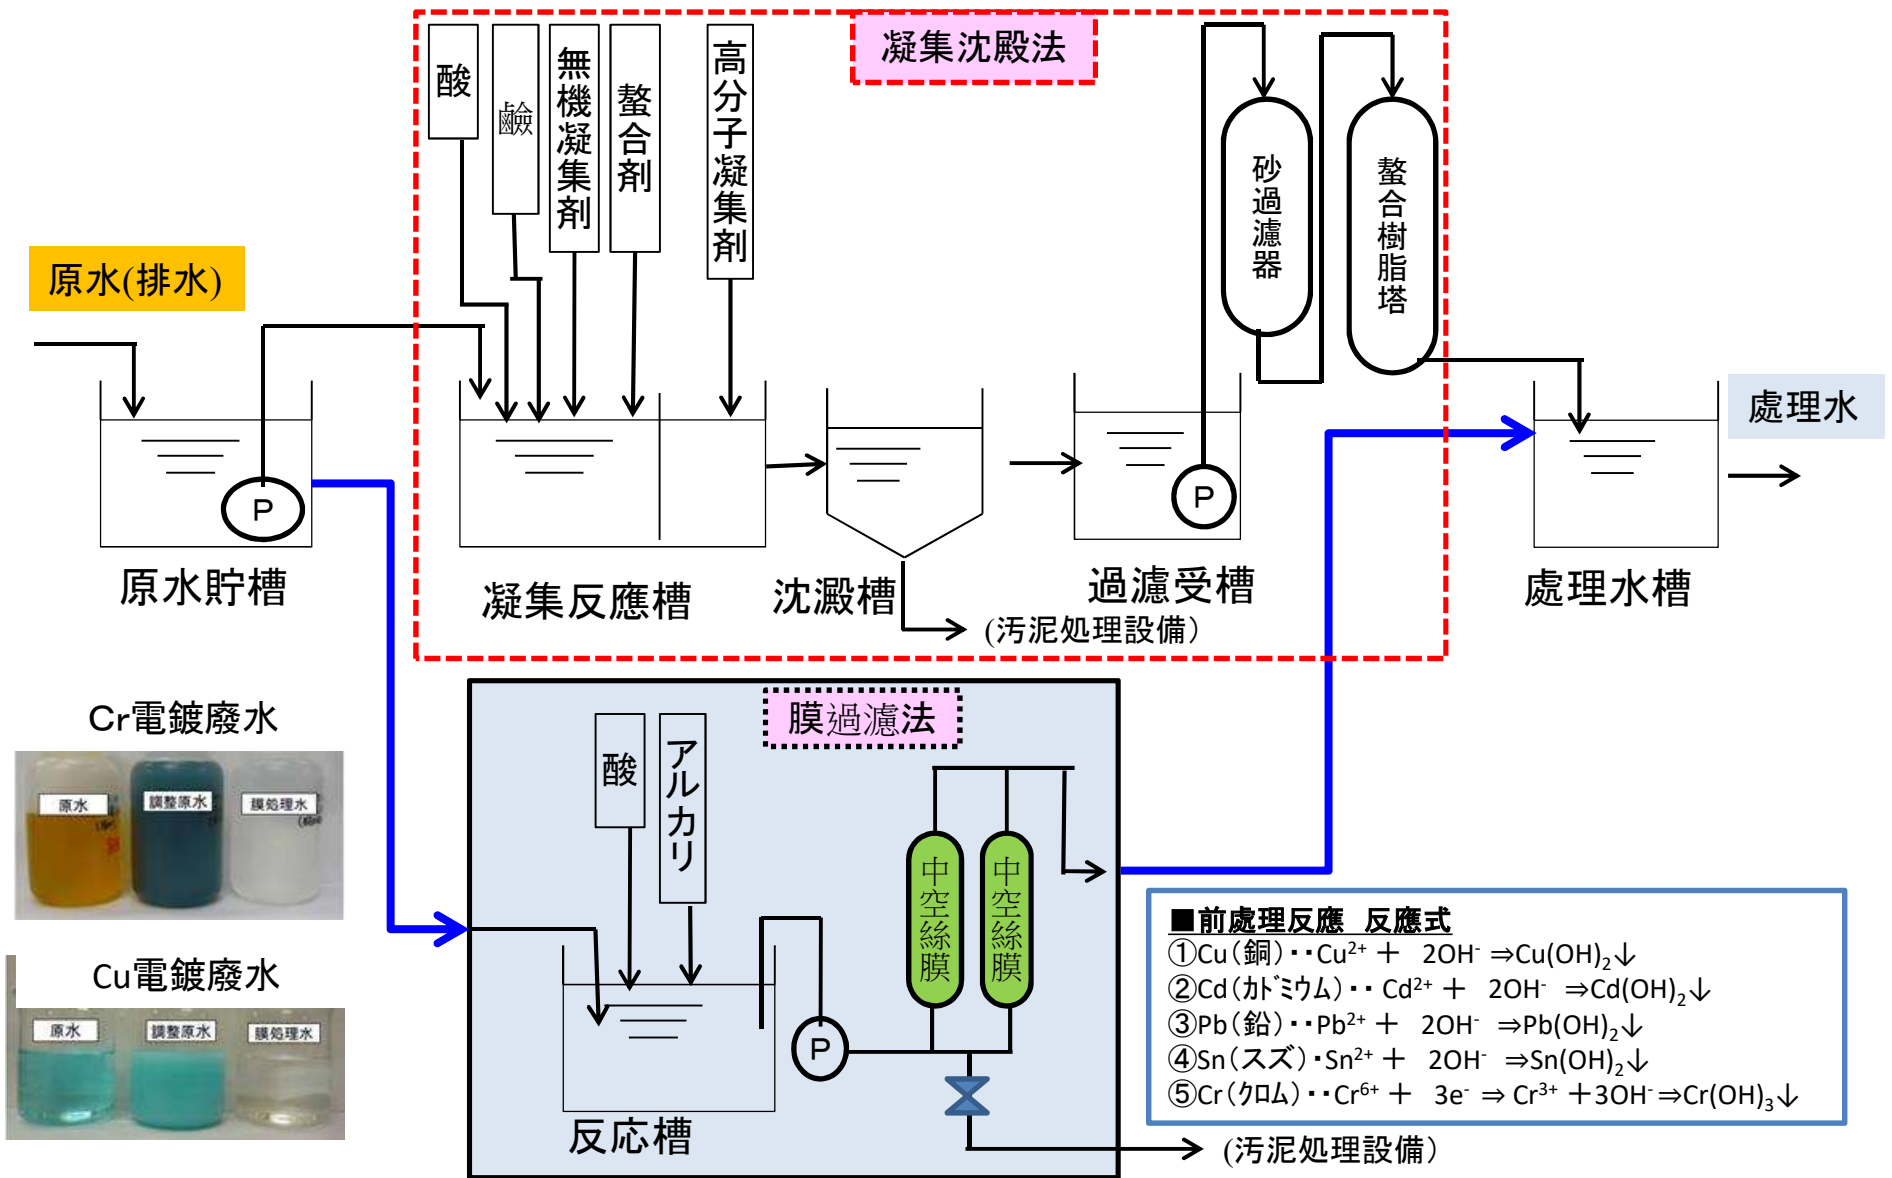 凝集沈殿法
酸
鹼
無機凝集剤
螯合剤
高分子凝集剤
砂過濾器
螯合樹脂塔
原水(排水)
處理水
P
P
原水貯槽
凝集反應槽
沈澱槽
過濾受槽
處理水槽
(汚泥処理設備)
Cr電鍍廢水
原水
調整原水
膜処理水
Cu電鍍廢水
原水
調整原水
膜処理水
膜過濾法
酸
アルカリ
中空絲膜
中空絲膜
P
反応槽
(汚泥処理設備)
■前處理反應 反應式
①Cu(銅)・・Cu²⁺ + 2OH⁻ ⇒Cu(OH)₂↓
②Cd(ｶﾄﾞﾐｳﾑ)・・ Cd²⁺ + 2OH⁻ ⇒Cd(OH)₂↓
③Pb(鉛)・・Pb²⁺ + 2OH⁻ ⇒Pb(OH)₂↓
④Sn(スズ)・Sn²⁺ + 2OH⁻ ⇒Sn(OH)₂↓
⑤Cr(ｸﾛﾑ)・・Cr⁶⁺ + 3e⁻ ⇒ Cr³⁺ +3OH⁻⇒Cr(OH)₃↓